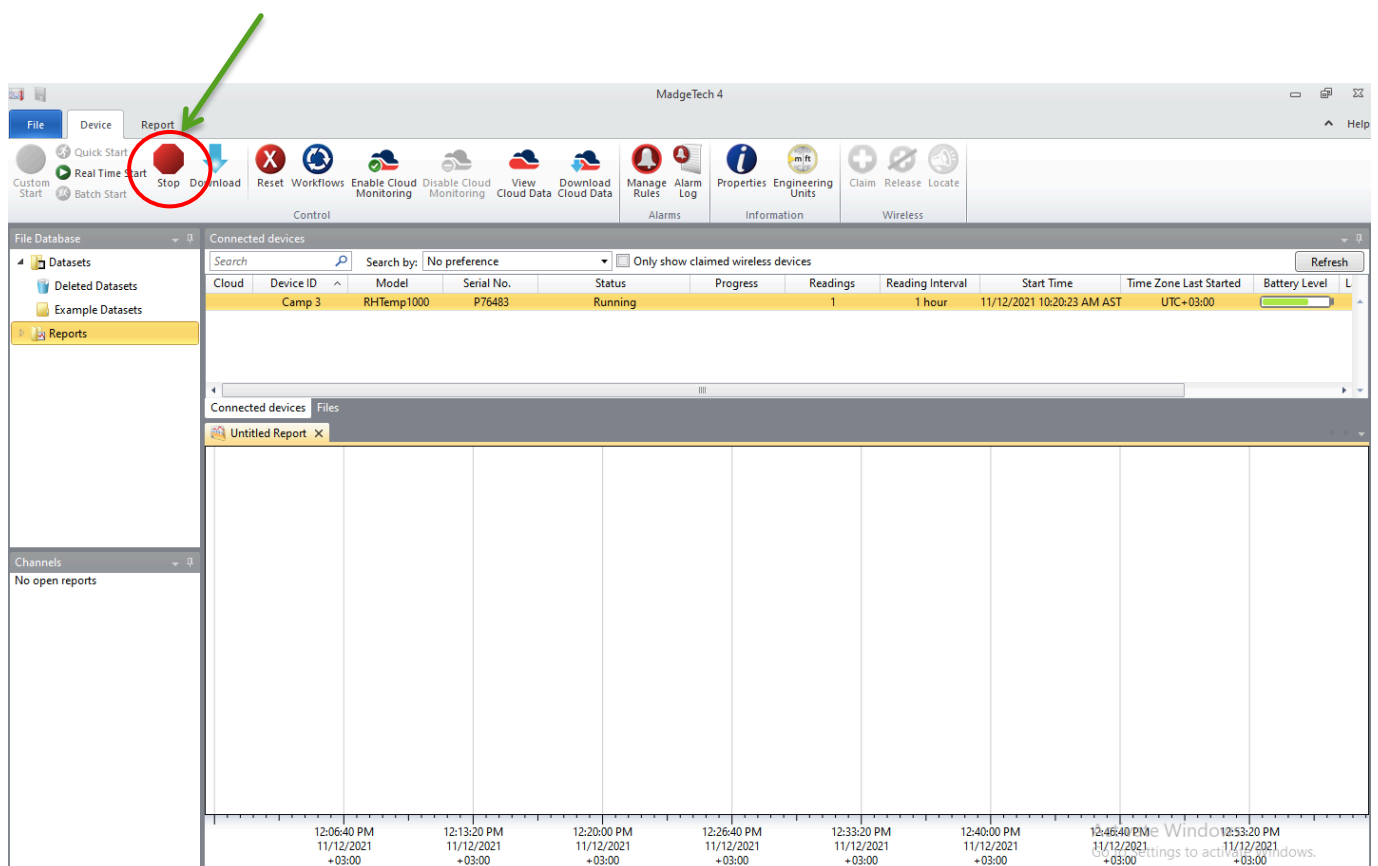 MadgeTech 4
File Device Report Help
Custom Start
Quick Start
Real Time Start
Batch Start
Stop
Download
Reset
Workflows
Enable Cloud Monitoring
Disable Cloud Monitoring
View Cloud Data
Download Cloud Data
Manage Rules
Alarm Log
Properties
Engineering Units
Claim
Release
Locate
Control Alarms Information Wireless
File Database
Datasets
Deleted Datasets
Example Datasets
Reports
Connected devices
Search Search by: No preference Only show claimed wireless devices Refresh
Cloud Device ID Model Serial No. Status Progress Readings Reading Interval Start Time Time Zone Last Started Battery Level L
Camp 3 RHTemp1000 P76483 Running 1 1 hour 11/12/2021 10:20:23 AM AST UTC+03:00
Connected devices Files
Untitled Report
Channels
No open reports
12:06:40 PM 12:13:20 PM 12:20:00 PM 12:26:40 PM 12:33:20 PM 12:40:00 PM 12:46:40 PM 12:53:20 PM
11/12/2021 11/12/2021 11/12/2021 11/12/2021 11/12/2021 11/12/2021 11/12/2021 11/12/2021
+03:00 +03:00 +03:00 +03:00 +03:00 +03:00 +03:00 +03:00
Activate Windows
Go to Settings to activate Windows.